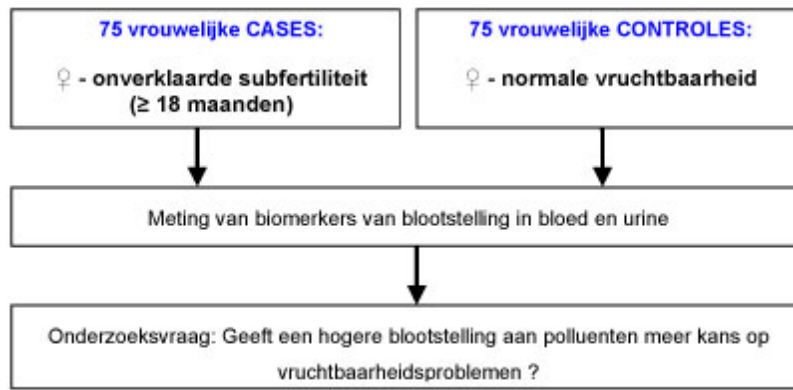 75 vrouwelijke CASES:
♀ - onverklaarde subfertiliteit
(≥ 18 maanden)
75 vrouwelijke CONTROLES:
♀ - normale vruchtbaarheid
Meting van biomerkers van blootstelling in bloed en urine
Onderzoeksvraag: Geeft een hogere blootstelling aan polluenten meer kans op
vruchtbaarheidsproblemen ?